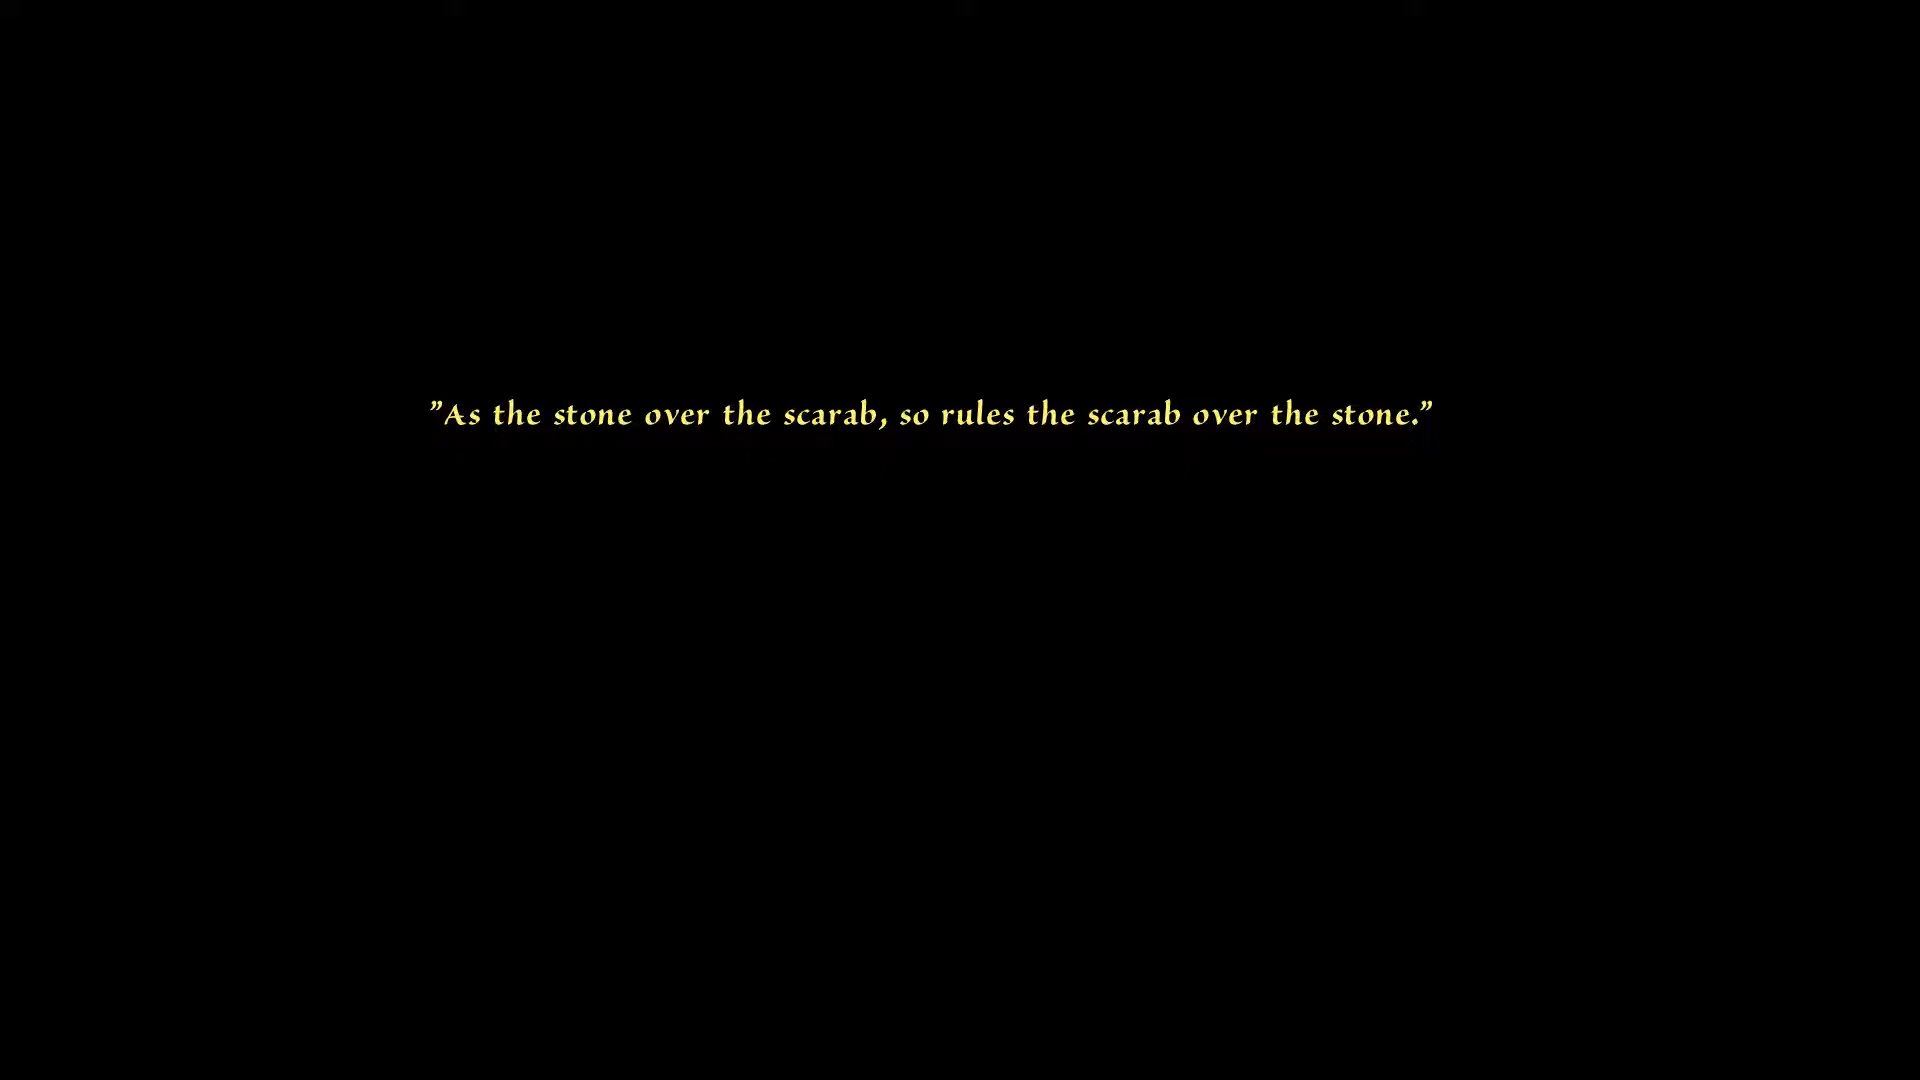 "As the stone over the scarab, so rules the scarab over the stone."